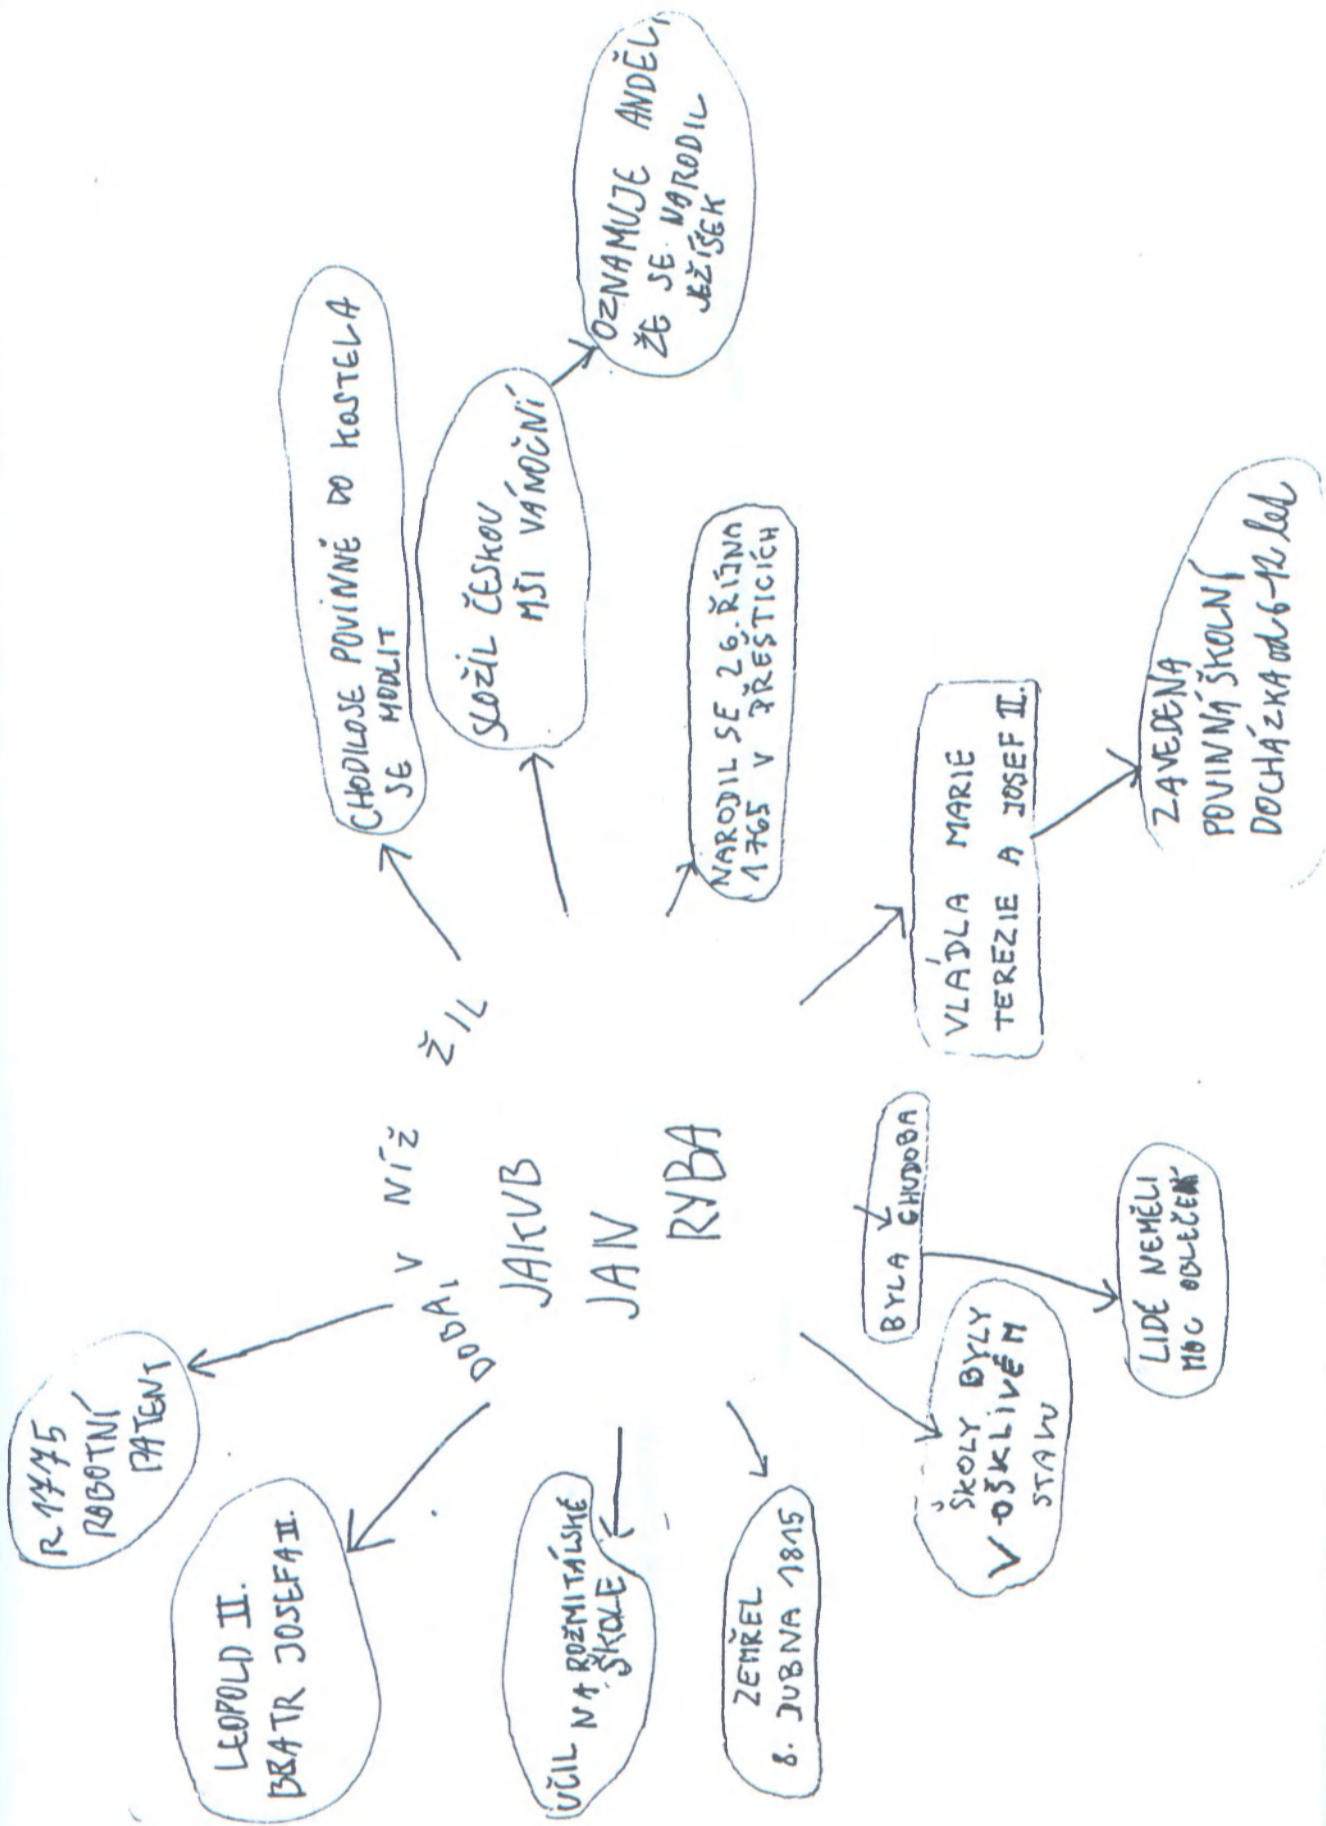 R 1775
ROBOTNÍ
PATENT
LEOPOLD II.
BRATR JOSEFA II.
DOBA, V NÍŽ ŽIL
JAKUB
JAN
RYBA
CHODILOSE POVINNĚ DO KOSTELA
SE MODLIT
SLOŽIL ČESKOU
MŠI VÁNOČNÍ
OZNAMUJE ANDĚL,
ŽE SE NARODIL
JEŽÍŠEK
UČIL NA ROŽMITÁLSKÉ
ŠKOLE
NARODIL SE 26. ŘÍJNA
1765 V PŘEŠTICÍCH
ZEMŘEL
8. DUBNA 1815
VLÁDLA MARIE
TEREZIE A JOSEF II.
ZAVEDENA
POVINNÁ ŠKOLNÍ
DOCHÁZKA od 6-12 let
BYLA CHUDOBA
ŠKOLY BYLY
V OŠKLIVÉM
STAVU
LIDÉ NEMĚLI
MOC OBLEČENÍ